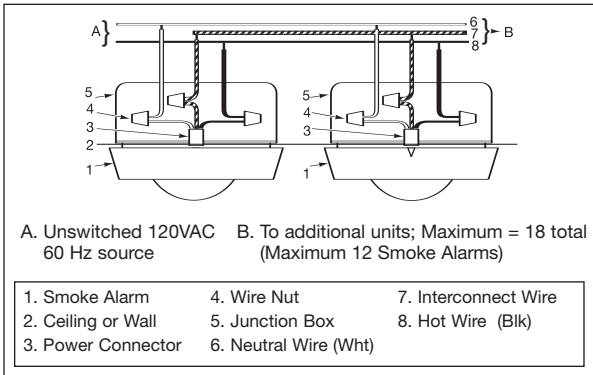 A
6
7
8
B
5
4
3
2
1
5
4
3
1
A. Unswitched 120VAC 60 Hz source
B. To additional units; Maximum = 18 total (Maximum 12 Smoke Alarms)
1. Smoke Alarm
2. Ceiling or Wall
3. Power Connector
4. Wire Nut
5. Junction Box
6. Neutral Wire (Wht)
7. Interconnect Wire
8. Hot Wire (Blk)